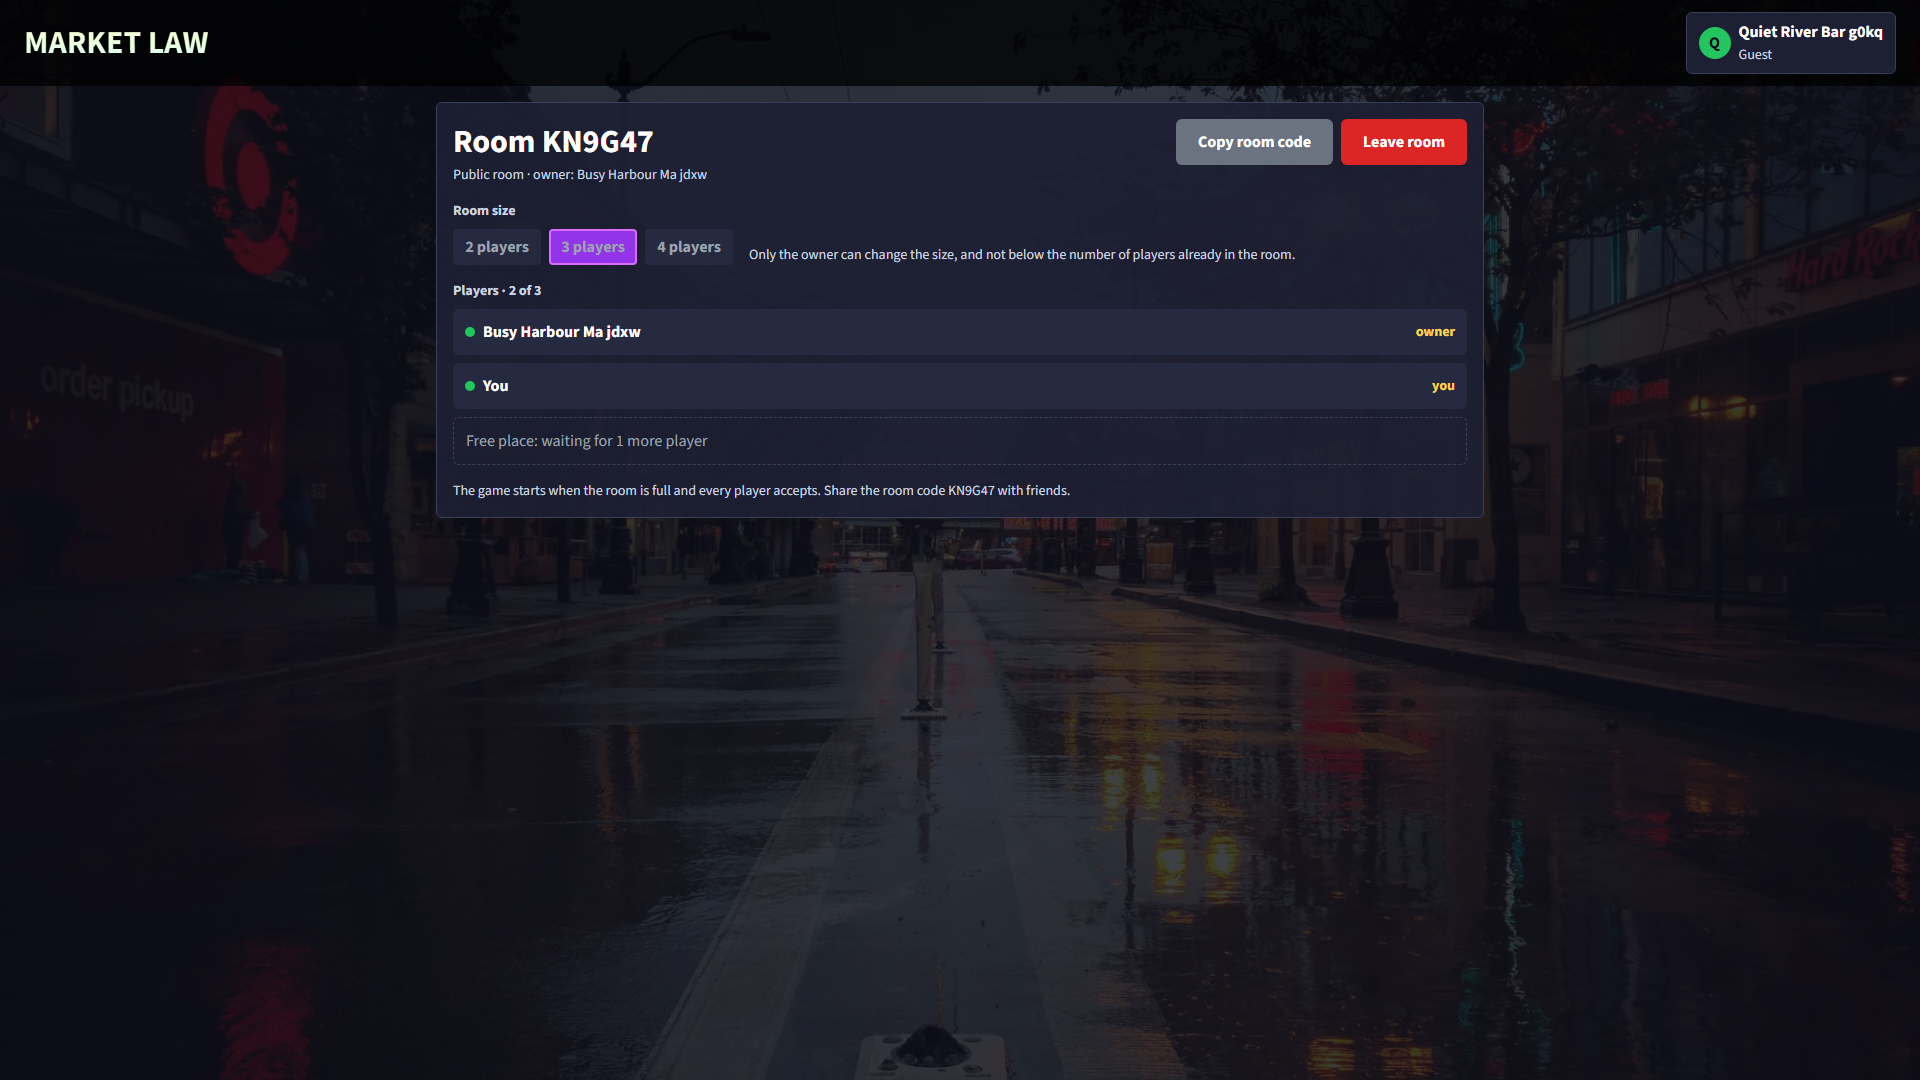 MARKET LAW
Q
Quiet River Bar g0kq
Guest
Room KN9G47
Copy room code
Leave room
Public room · owner: Busy Harbour Ma jdxw
Room size
2 players
3 players
4 players
Only the owner can change the size, and not below the number of players already in the room.
Players · 2 of 3
Busy Harbour Ma jdxw
owner
You
you
Free place: waiting for 1 more player
The game starts when the room is full and every player accepts. Share the room code KN9G47 with friends.
order pickup
Hard Rock